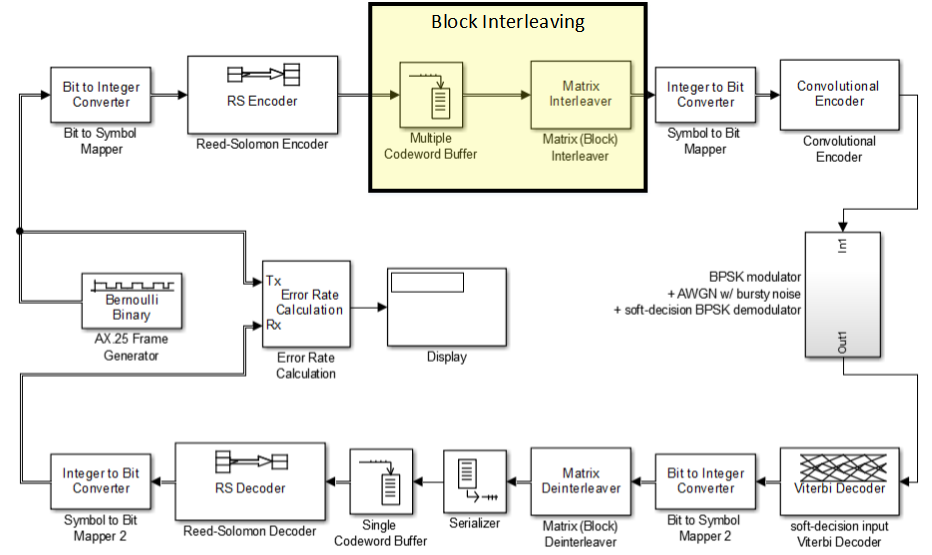 Block Interleaving
Bit to Integer
Converter
Bit to Symbol
Mapper
RS Encoder
Reed-Solomon Encoder
Multiple
Codeword Buffer
Matrix
Interleaver
Matrix (Block)
Interleaver
Integer to Bit
Converter
Symbol to Bit
Mapper
Convolutional
Encoder
Convolutional
Encoder
In1
BPSK modulator
+ AWGN w/ bursty noise
+ soft-decision BPSK demodulator
Out1
Bernoulli
Binary
AX.25 Frame
Generator
Tx
Error Rate
Calculation
Rx
Error Rate
Calculation
Display
Integer to Bit
Converter
Symbol to Bit
Mapper 2
RS Decoder
Reed-Solomon Decoder
Single
Codeword Buffer
Serializer
Matrix
Deinterleaver
Matrix (Block)
Deinterleaver
Bit to Integer
Converter
Bit to Symbol
Mapper 2
Viterbi Decoder
soft-decision input
Viterbi Decoder